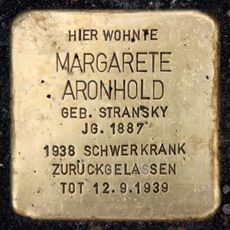 HIER WOHNTE
MARGARETE
ARONHOLD
GEB. STRANSKY
JG. 1887
1938 SCHWERKRANK
ZURÜCKGELASSEN
TOT 12.9.1939